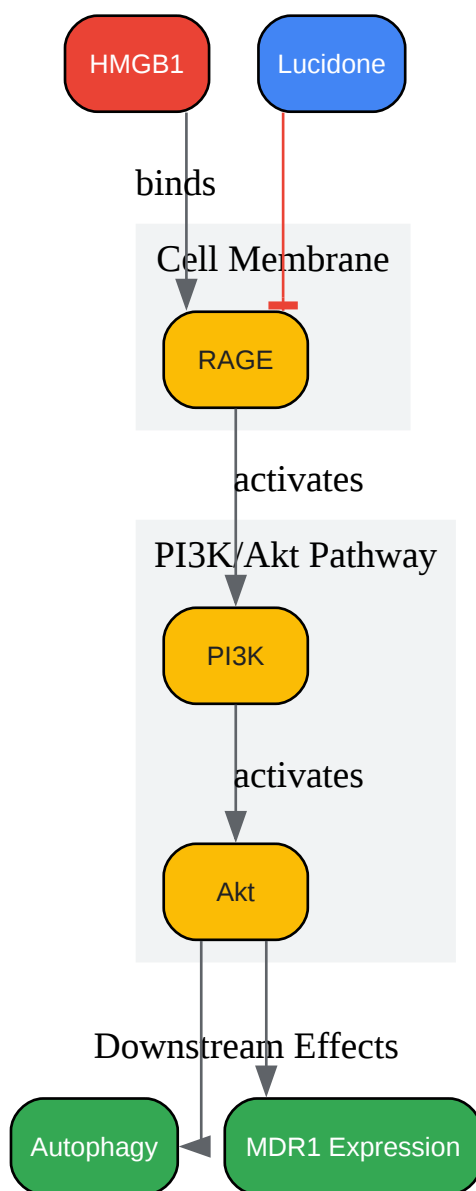 HMGB1
Lucidone
binds
Cell Membrane
RAGE
activates
PI3K/Akt Pathway
PI3K
activates
Akt
Downstream Effects
Autophagy
MDR1 Expression